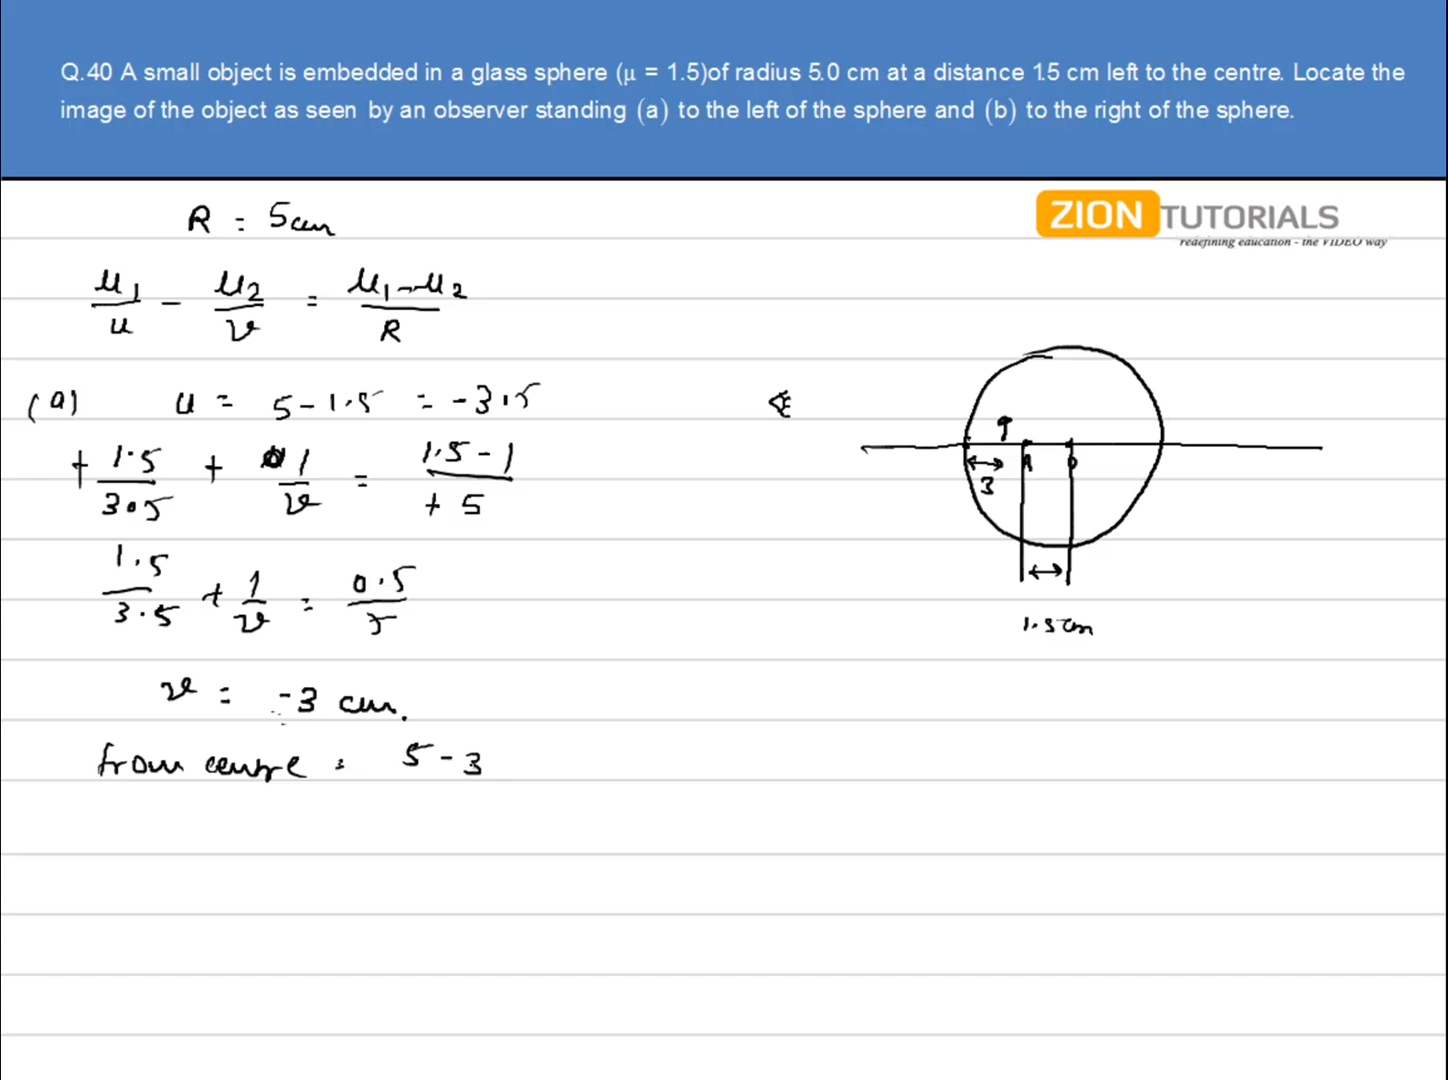 Q.40 A small object is embedded in a glass sphere (μ = 1.5)of radius 5.0 cm at a distance 1.5 cm left to the centre. Locate the
image of the object as seen by an observer standing (a) to the left of the sphere and (b) to the right of the sphere.
ZION TUTORIALS
redefining education - the VIDEO way
R = 5cm
μ1/u - μ2/v = μ1-μ2/R
(a) u = 5-1.5 = -3.5
+ 1.5/3.5 + 1/v = 1.5-1/+5
1.5/3.5 + 1/v = 0.5/5
v = -3 cm.
from centre = 5-3
A
3
1.5 cm